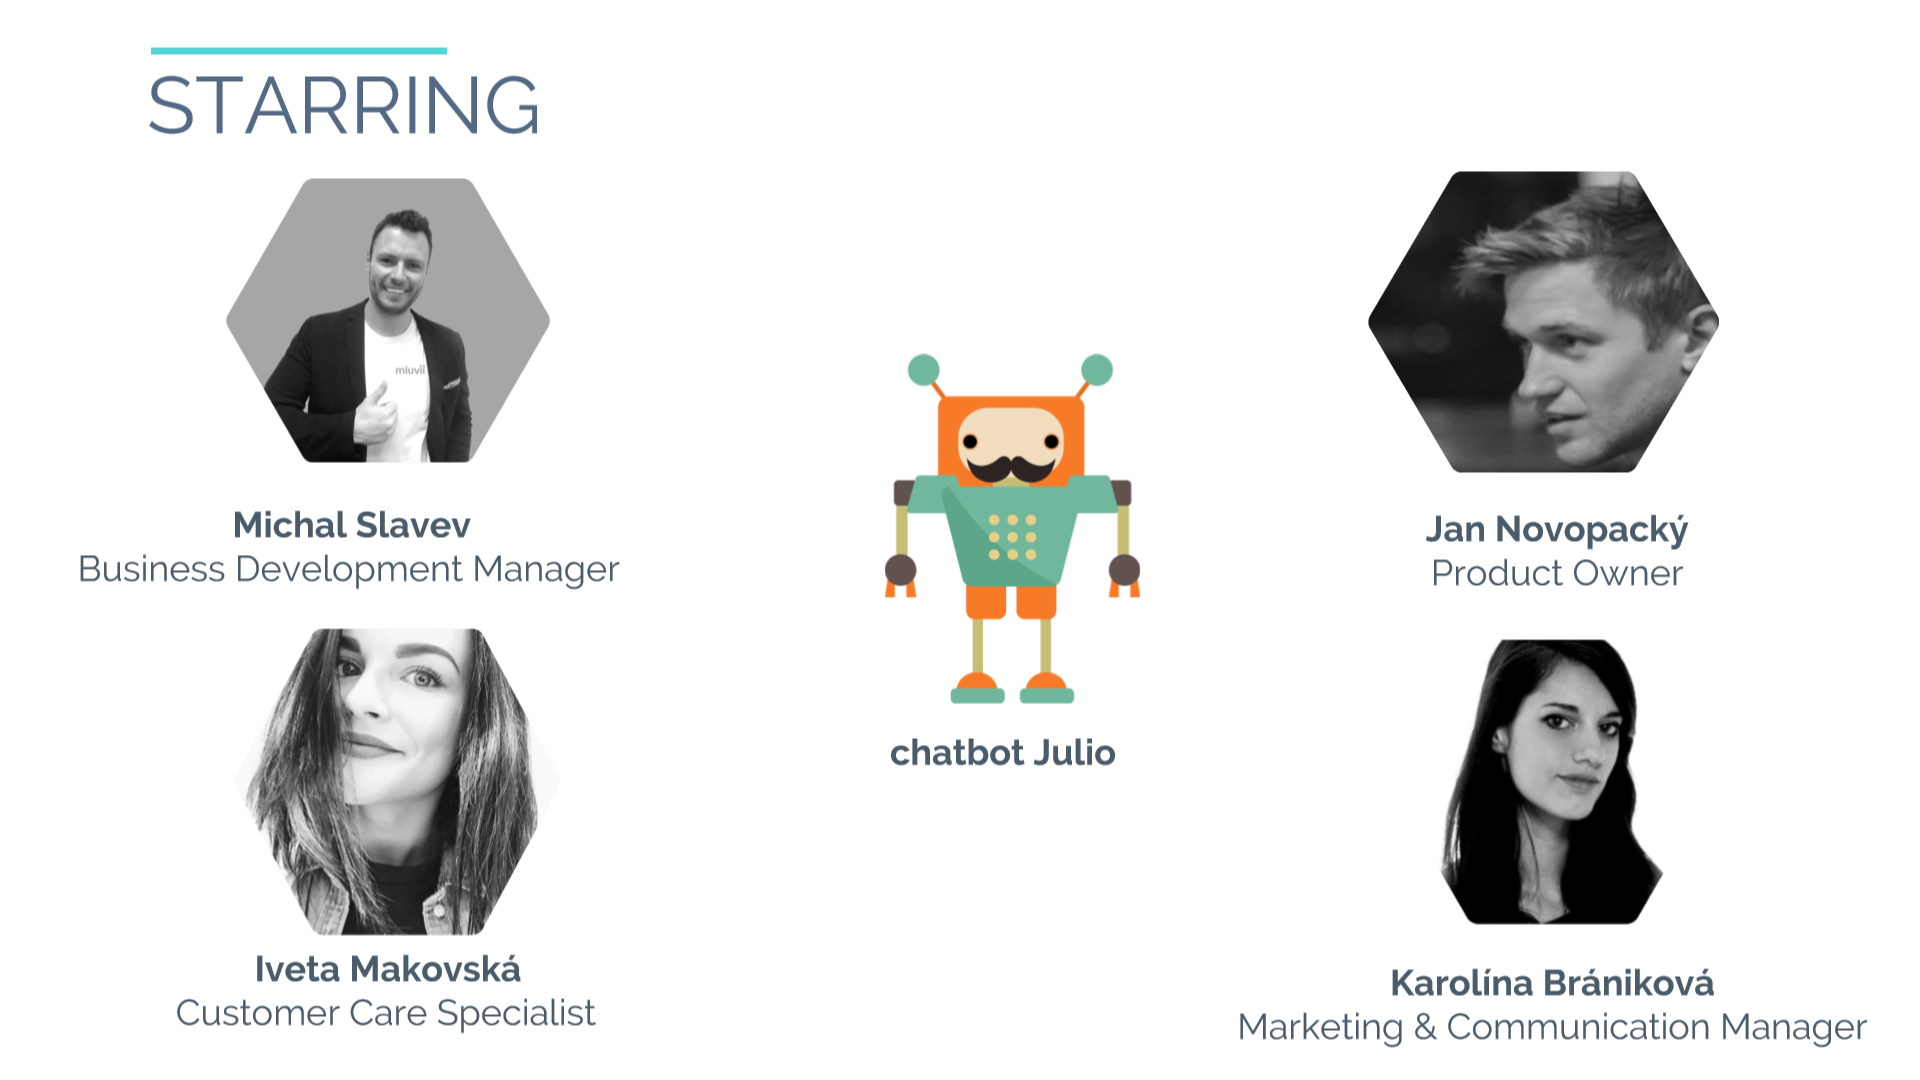 STARRING
mluvii
Michal Slavev
Business Development Manager
Jan Novopacký
Product Owner
chatbot Julio
Iveta Makovská
Customer Care Specialist
Karolína Brániková
Marketing & Communication Manager